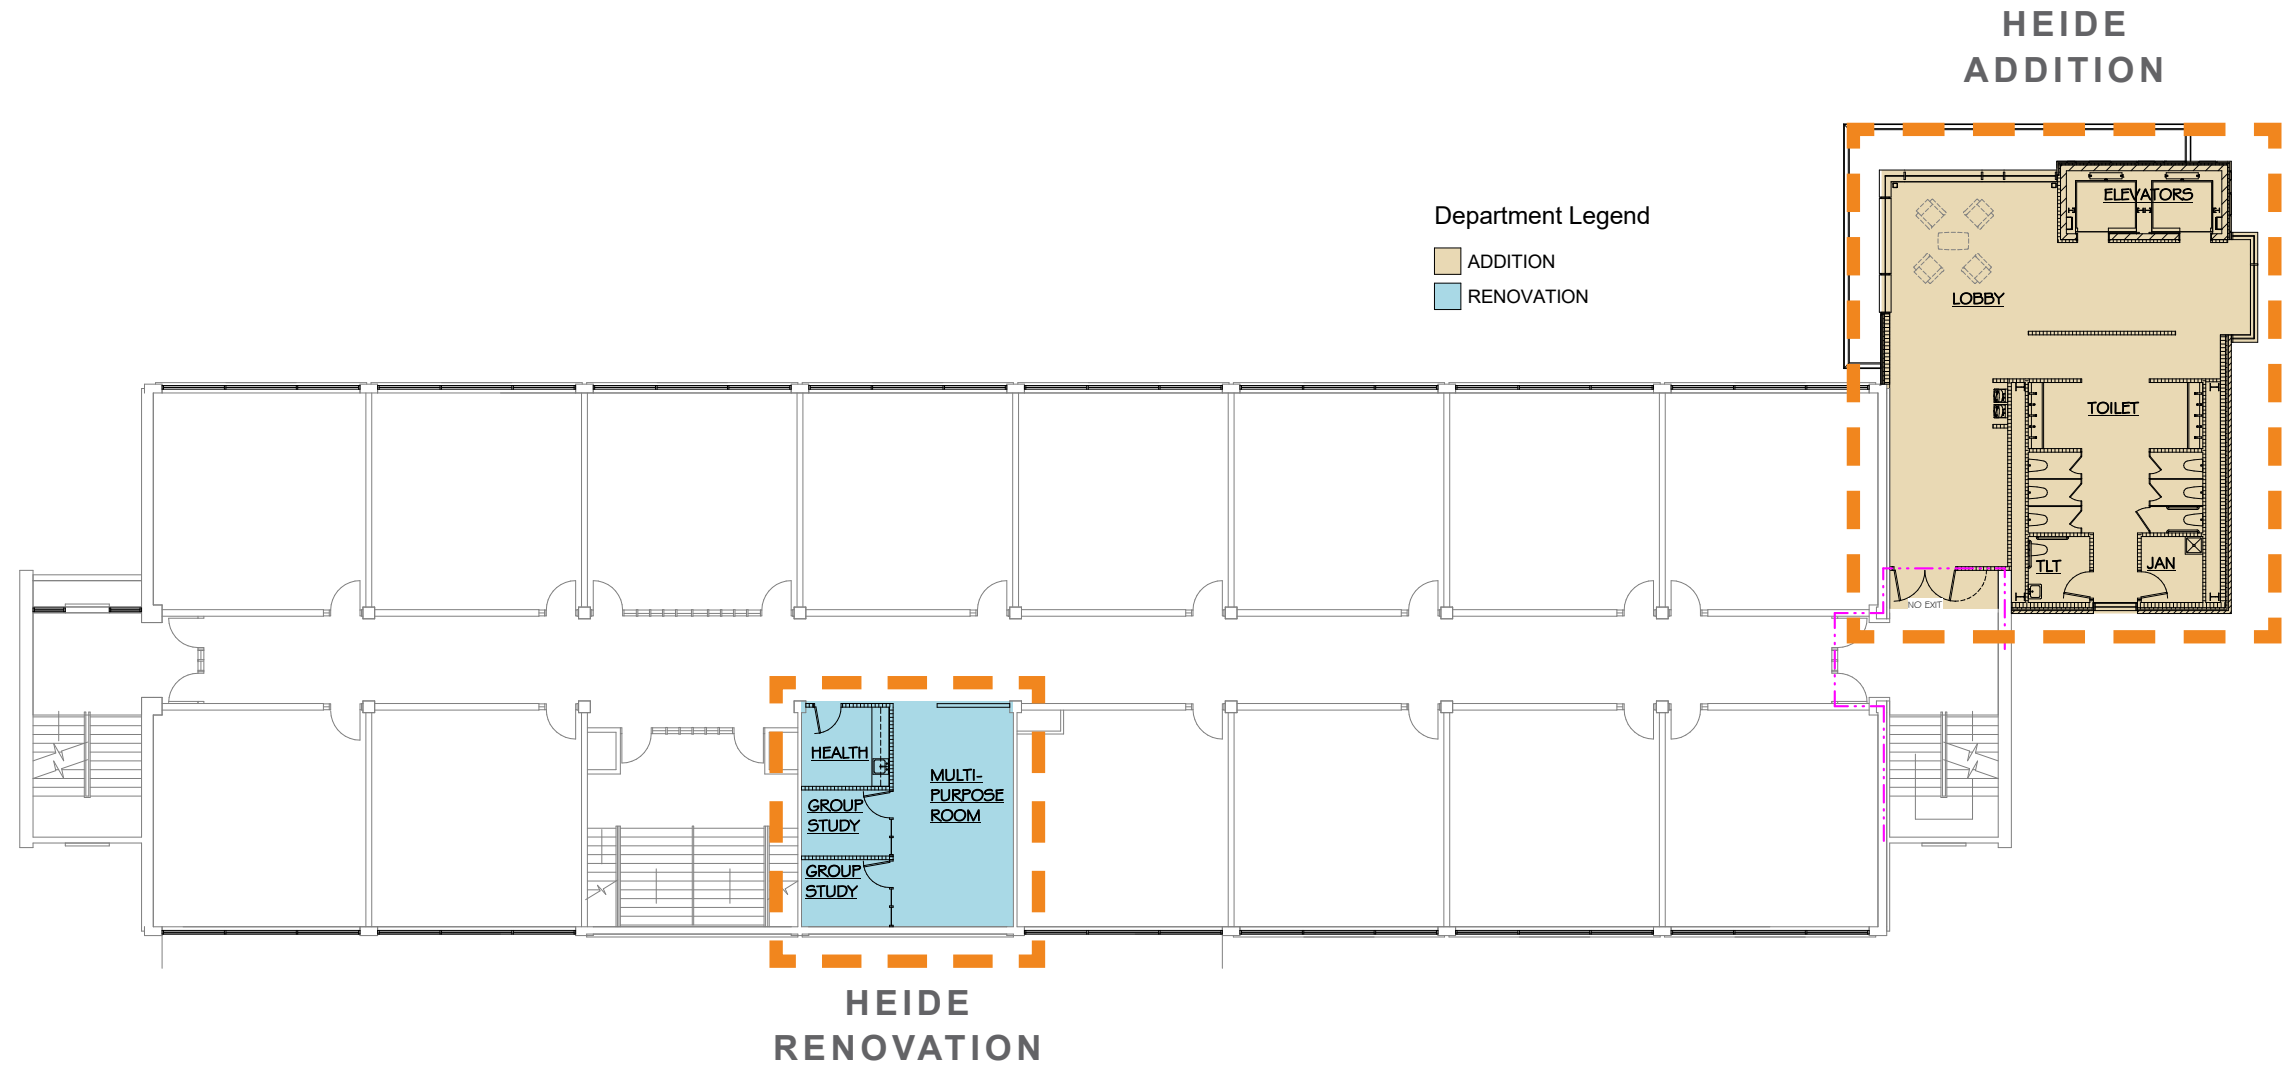 HEIDE
ADDITION
Department Legend
ADDITION
RENOVATION
ELEVATORS
LOBBY
TOILET
TLT
JAN
NO EXIT
HEALTH
GROUP
STUDY
GROUP
STUDY
MULTI-
PURPOSE
ROOM
HEIDE
RENOVATION